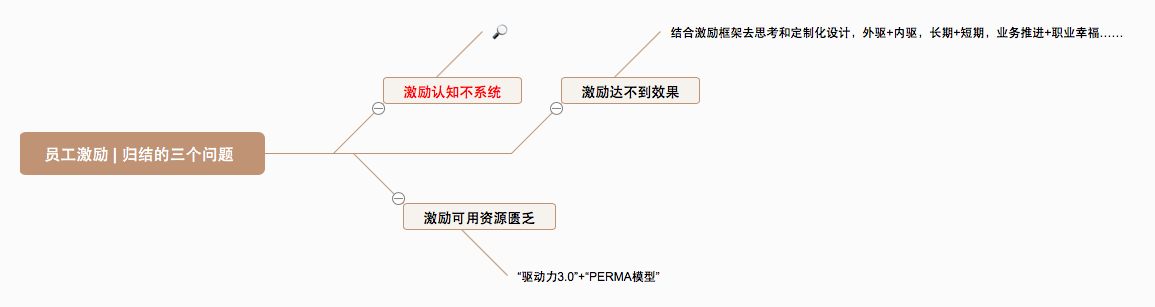 结合激励框架去思考和定制化设计，外驱+内驱，长期+短期，业务推进+职业幸福......
激励认知不系统
激励达不到效果
员工激励 | 归结的三个问题
激励可用资源匮乏
“驱动力3.0”+“PERMA模型”